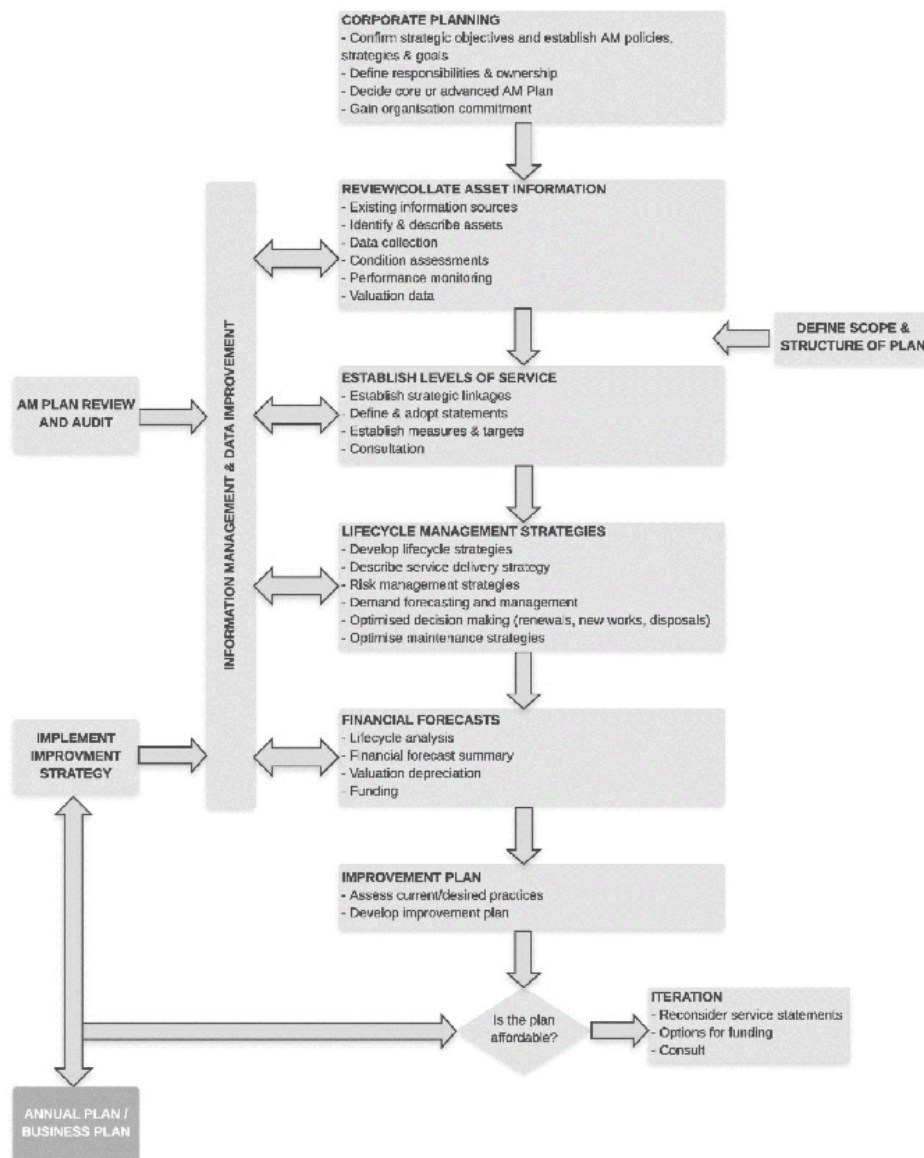 CORPORATE PLANNING
- Confirm strategic objectives and establish AM policies,
strategies & goals
- Define responsibilities & ownership
- Decide core or advanced AM Plan
- Gain organisation commitment
REVIEW/COLLATE ASSET INFORMATION
- Existing information sources
- Identify & describe assets
- Data collection
- Condition assessments
- Performance monitoring
- Valuation data
DEFINE SCOPE &
STRUCTURE OF PLAN
INFORMATION MANAGEMENT & DATA IMPROVEMENT
AM PLAN REVIEW
AND AUDIT
ESTABLISH LEVELS OF SERVICE
- Establish strategic linkages
- Define & adopt statements
- Establish measures & targets
- Consultation
LIFECYCLE MANAGEMENT STRATEGIES
- Develop lifecycle strategies
- Describe service delivery strategy
- Risk management strategies
- Demand forecasting and management
- Optimised decision making (renewals, new works, disposals)
- Optimise maintenance strategies
IMPLEMENT
IMPROVMENT
STRATEGY
FINANCIAL FORECASTS
- Lifecycle analysis
- Financial forecast summary
- Valuation depreciation
- Funding
IMPROVEMENT PLAN
- Assess current/desired practices
- Develop improvement plan
Is the plan
affordable?
ITERATION
- Reconsider service statements
- Options for funding
- Consult
ANNUAL PLAN /
BUSINESS PLAN